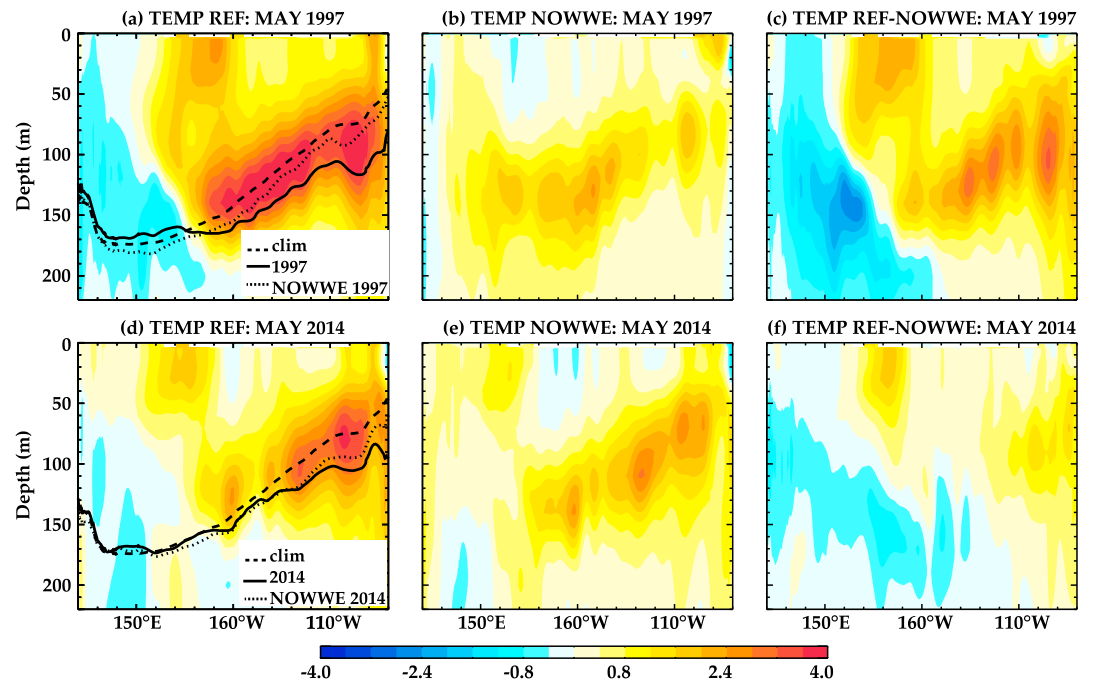 (a) TEMP REF: MAY 1997
(b) TEMP NOWWE: MAY 1997
(c) TEMP REF-NOWWE: MAY 1997
Depth (m)
0
50
100
150
200
clim
1997
NOWWE 1997
(d) TEMP REF: MAY 2014
(e) TEMP NOWWE: MAY 2014
(f) TEMP REF-NOWWE: MAY 2014
Depth (m)
0
50
100
150
200
clim
2014
NOWWE 2014
150°E 160°W 110°W
150°E 160°W 110°W
150°E 160°W 110°W
-4.0 -2.4 -0.8 0.8 2.4 4.0